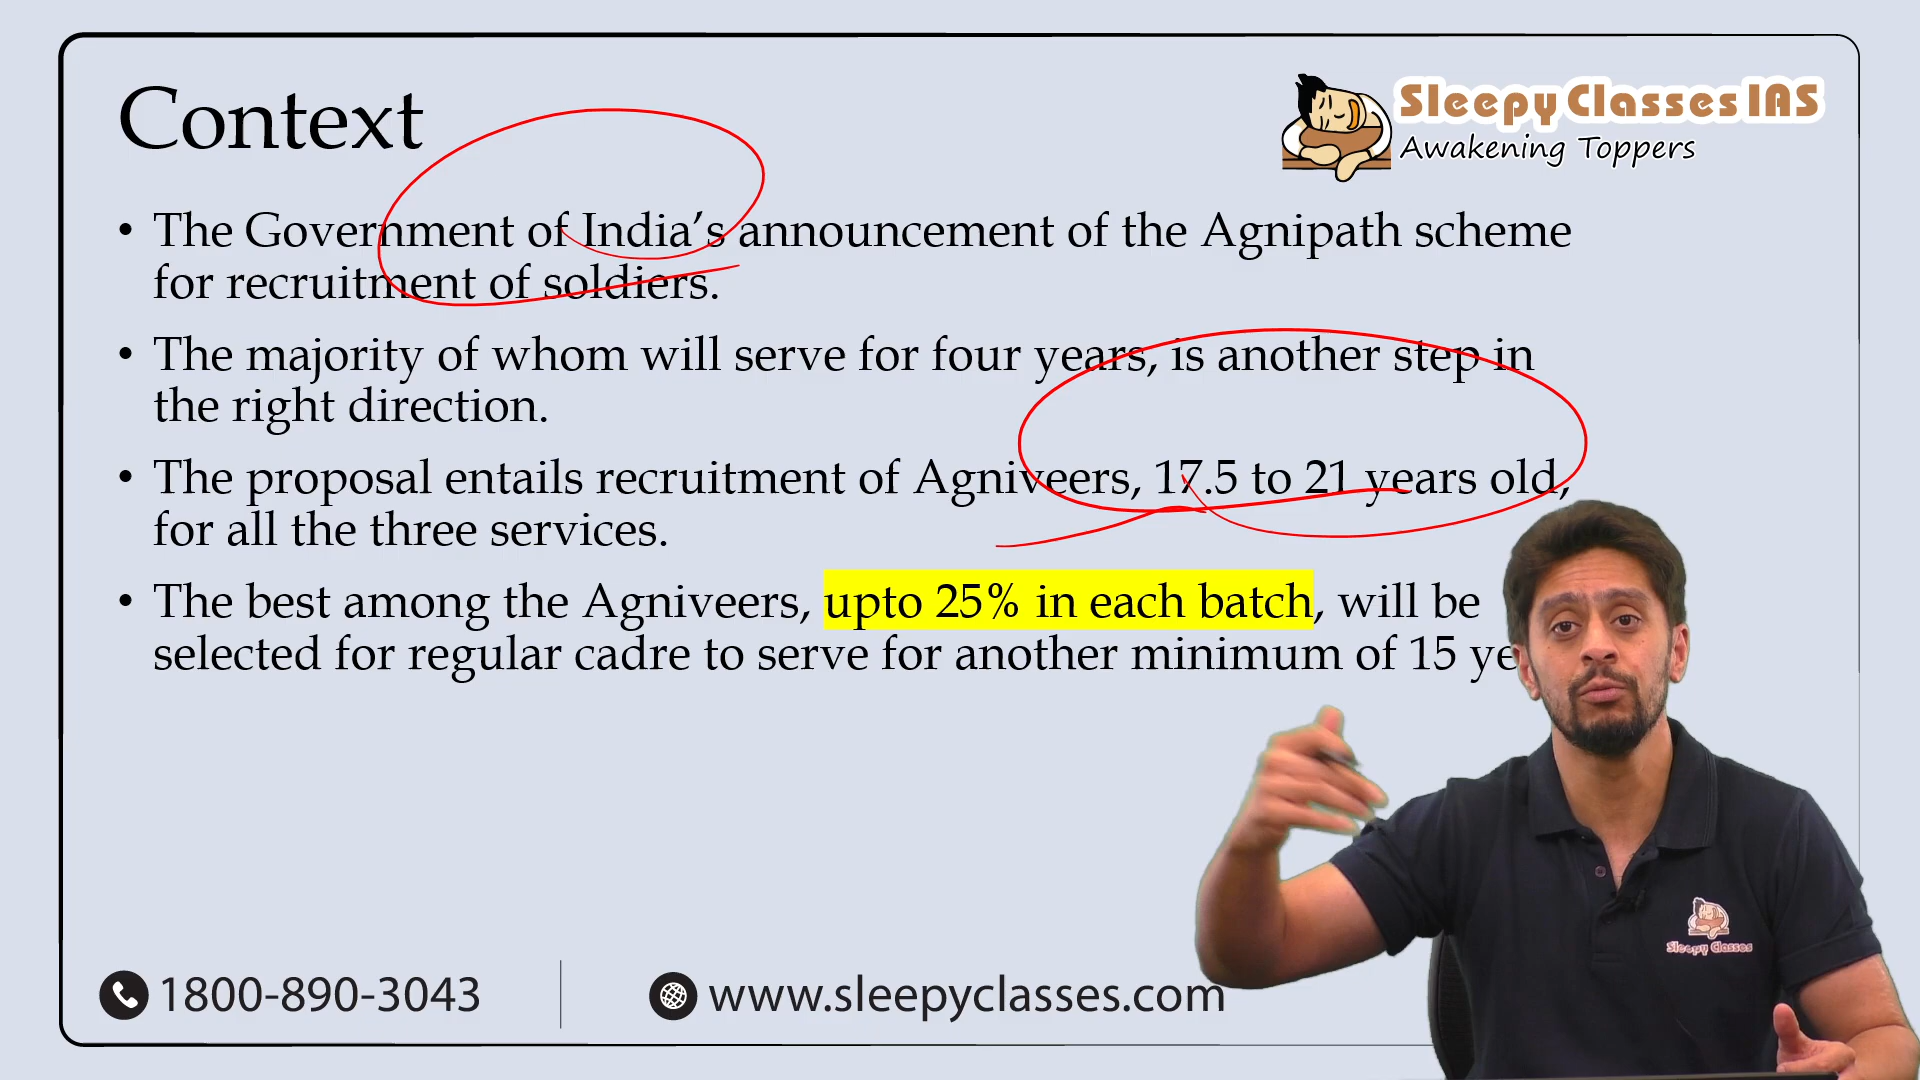 Context
Sleepy Classes IAS
Awakening Toppers
• The Government of India’s announcement of the Agnipath scheme
for recruitment of soldiers.
• The majority of whom will serve for four years, is another step in
the right direction.
• The proposal entails recruitment of Agniveers, 17.5 to 21 years old,
for all the three services.
• The best among the Agniveers, upto 25% in each batch, will be
selected for regular cadre to serve for another minimum of 15 ye
Sleepy Classes
1800-890-3043
www.sleepyclasses.com